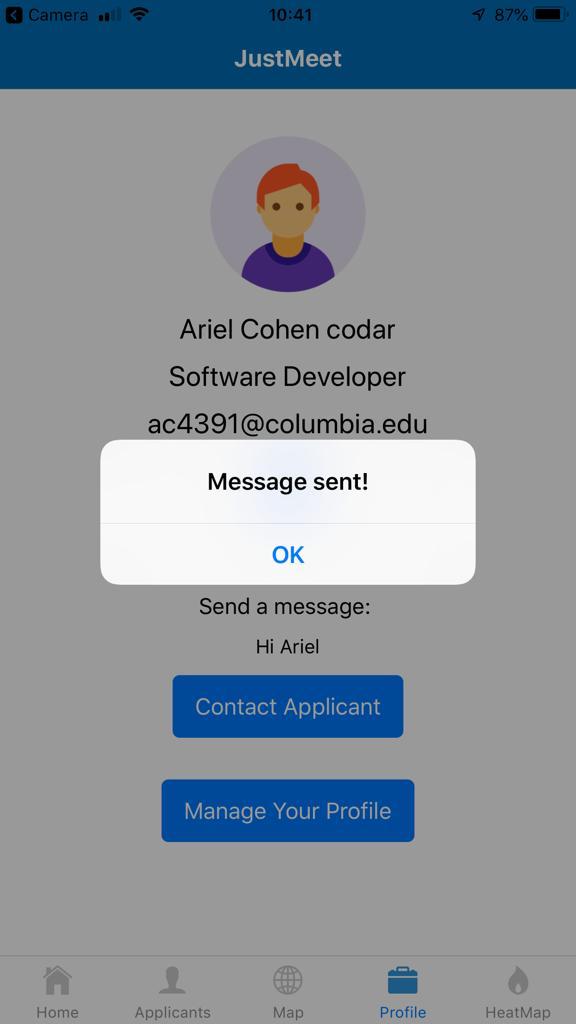 Camera 10:41 87%
JustMeet
Ariel Cohen codar
Software Developer
ac4391@columbia.edu
Message sent!
OK
Send a message:
Hi Ariel
Contact Applicant
Manage Your Profile
Home Applicants Map Profile HeatMap